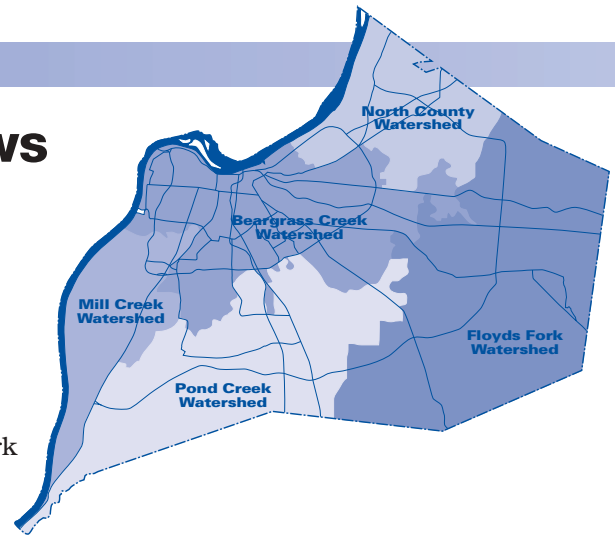 ws
North County
Watershed
Beargrass Creek
Watershed
Mill Creek
Watershed
Floyds Fork
Watershed
Pond Creek
Watershed
rk